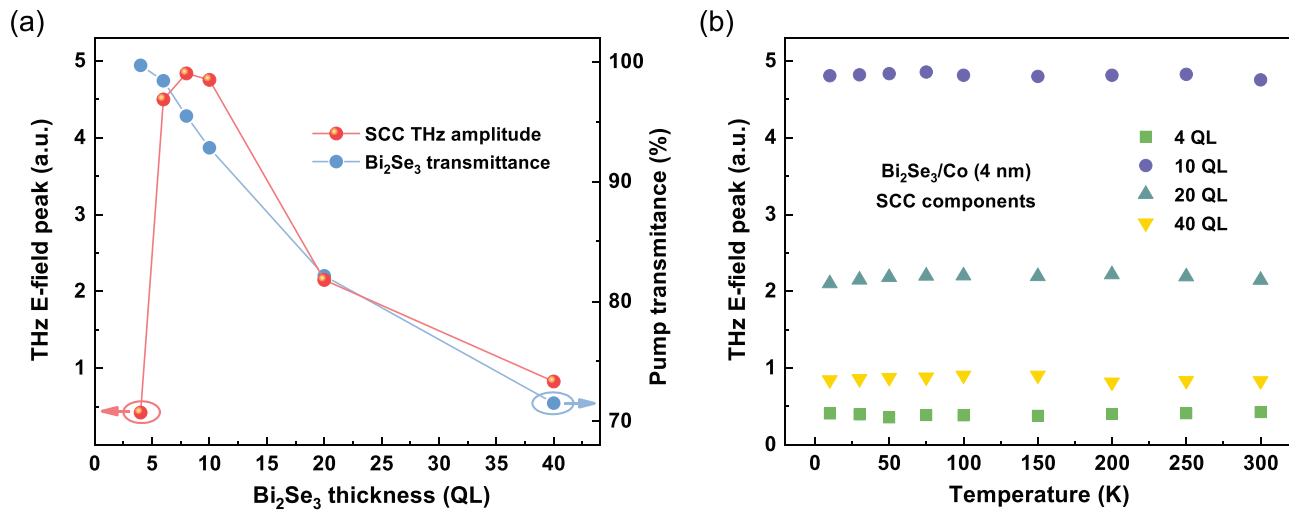 (a)
THz E-field peak (a.u.)
5
4
3
2
1
0
5
10
15
20
25
30
35
40
Bi₂Se₃ thickness (QL)
SCC THz amplitude
Bi₂Se₃ transmittance
100
90
80
70
Pump transmitance (%)
(b)
THz E-field peak (a.u.)
5
4
3
2
1
0
0
50
100
150
200
250
300
Temperature (K)
Bi₂Se₃/Co (4 nm)
SCC components
4 QL
10 QL
20 QL
40 QL